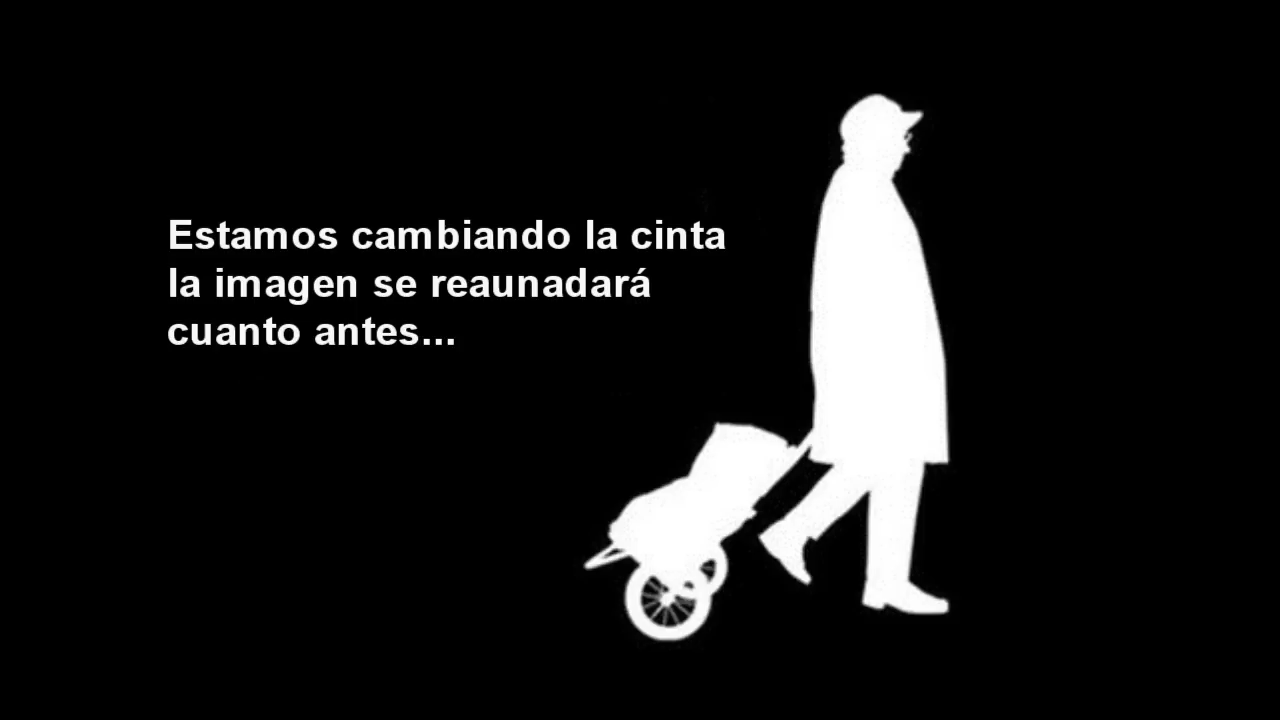 Estamos cambiando la cinta
la imagen se reaunadará
cuanto antes...